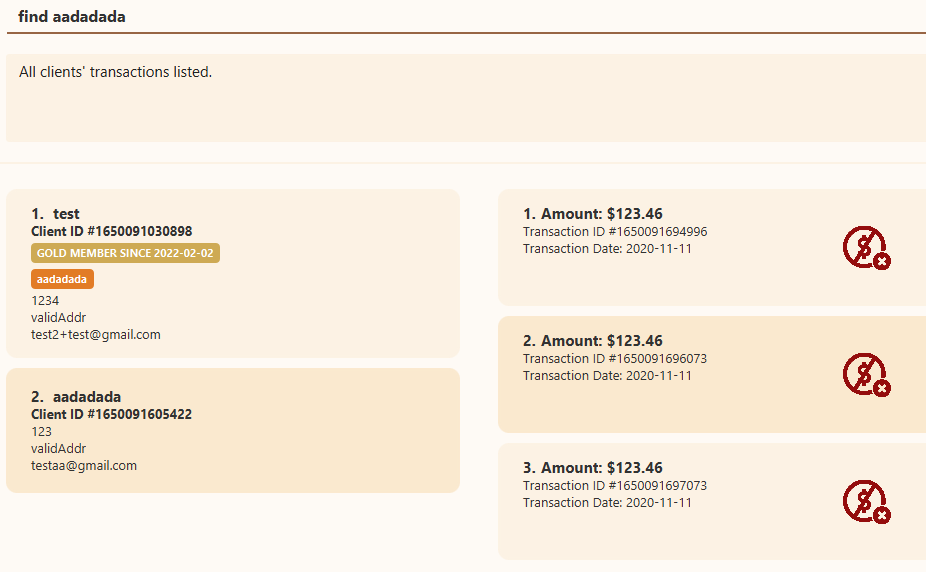 find aadadada
All clients' transactions listed.
1. test
Client ID #1650091030898
GOLD MEMBER SINCE 2022-02-02
aadadada
1234
validAddr
test2+test@gmail.com
2. aadadada
Client ID #1650091605422
123
validAddr
testaa@gmail.com
1. Amount: $123.46
Transaction ID #1650091694996
Transaction Date: 2020-11-11
2. Amount: $123.46
Transaction ID #1650091696073
Transaction Date: 2020-11-11
3. Amount: $123.46
Transaction ID #1650091697073
Transaction Date: 2020-11-11